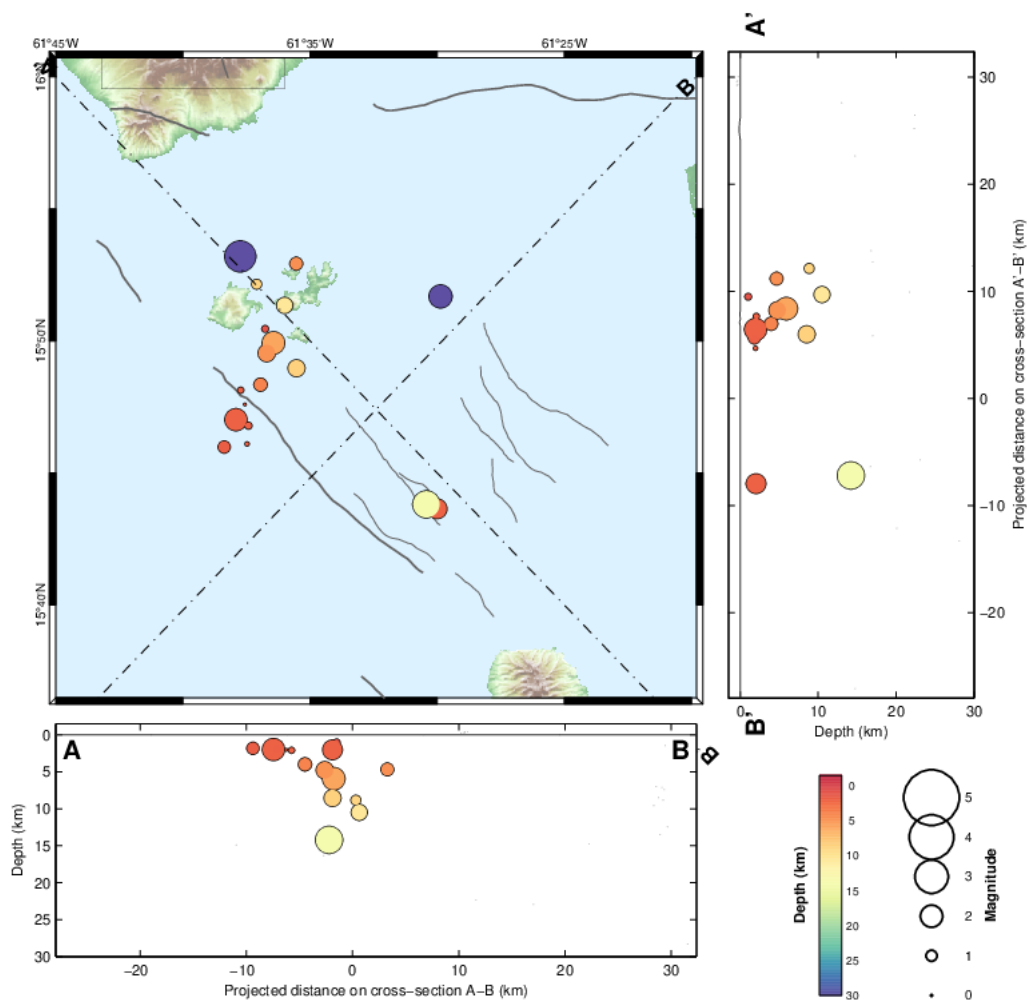 61°45'W 61°35'W 61°25'W
B
15°50'N
15°40'N
A'
30
20
10
0
−10
−20
Projected distance on cross−section A'−B' (km)
B'
0 10 20 30
Depth (km)
A B
B
0
5
10
15
20
25
30
Depth (km)
−20 −10 0 10 20 30
Projected distance on cross−section A−B (km)
Depth (km)
0
5
10
15
20
25
30
5
4
3
2
1
0
Magnitude